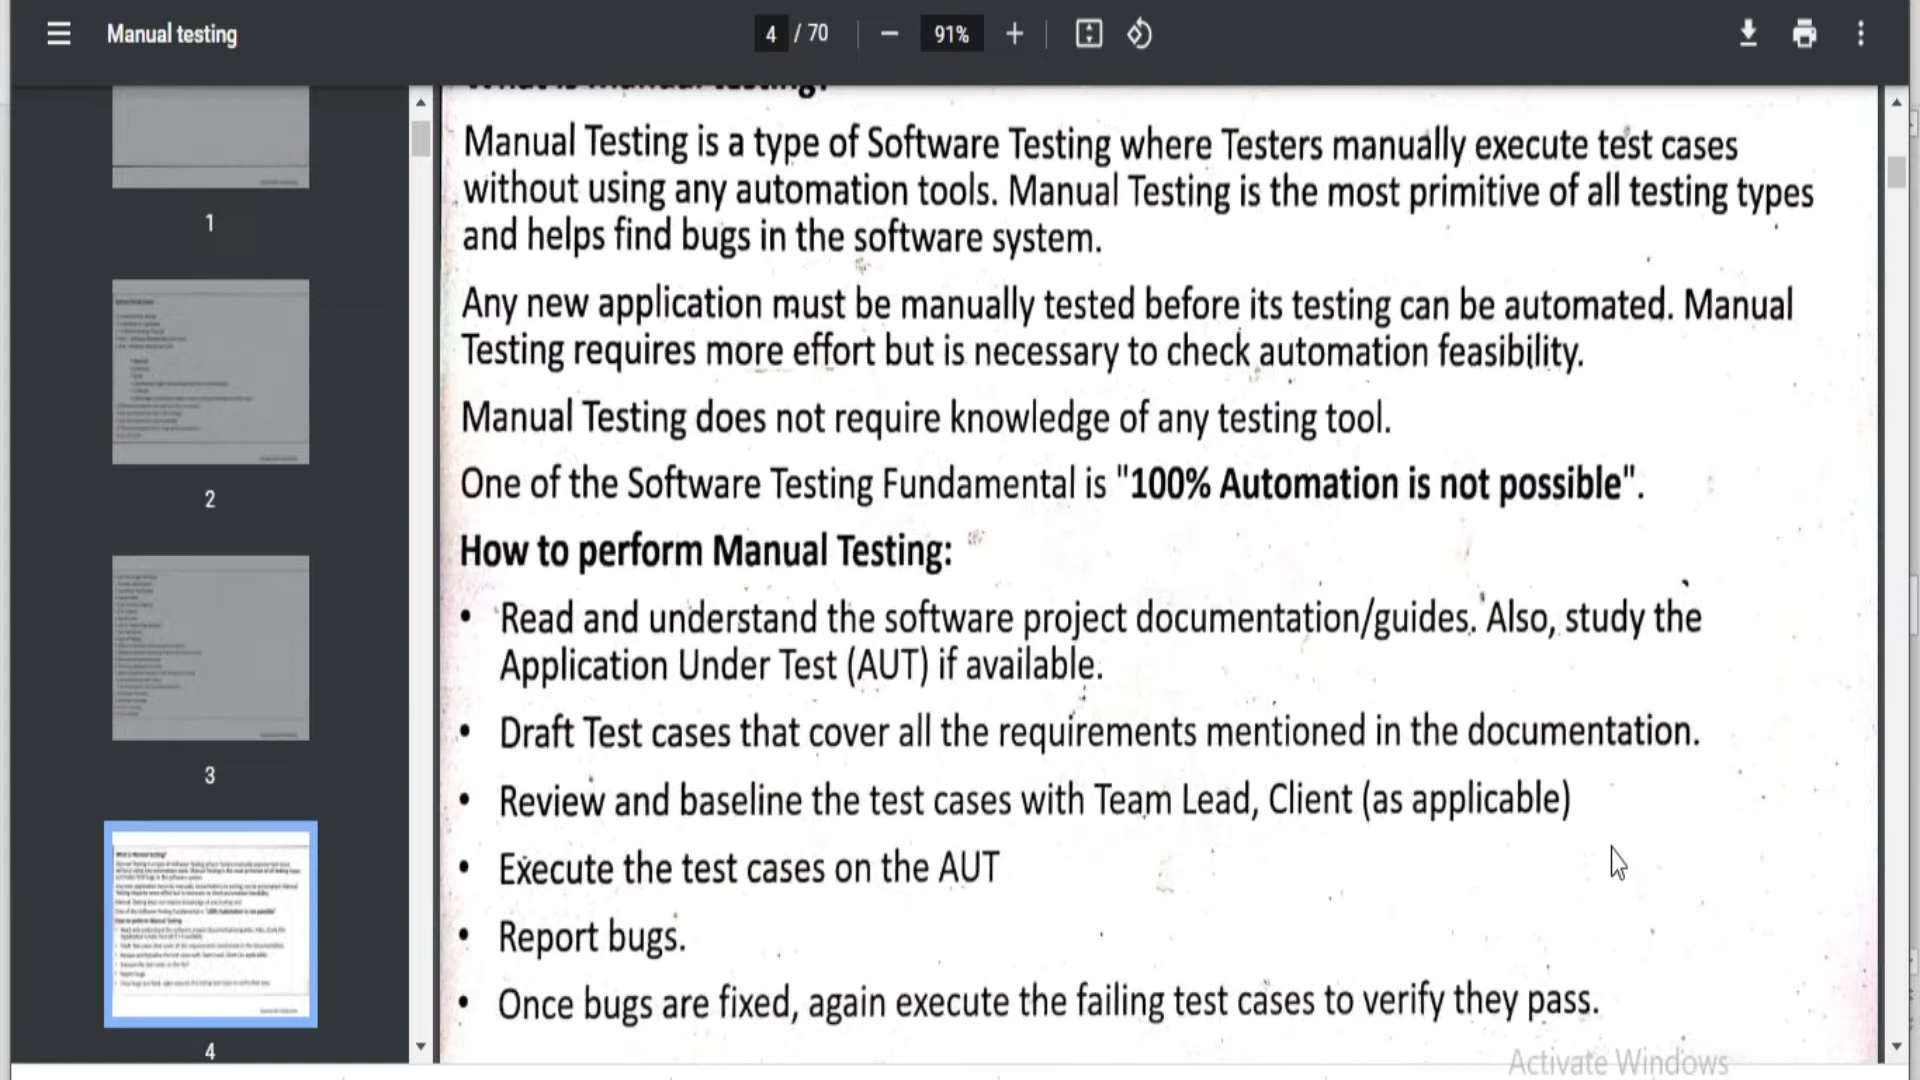 Manual testing
4 / 70
91%
What is Manual testing?
Manual Testing is a type of Software Testing where Testers manually execute test cases
without using any automation tools. Manual Testing is the most primitive of all testing types
and helps find bugs in the software system.
Any new application must be manually tested before its testing can be automated. Manual
Testing requires more effort but is necessary to check automation feasibility.
Manual Testing does not require knowledge of any testing tool.
One of the Software Testing Fundamental is "100% Automation is not possible".
How to perform Manual Testing:
• Read and understand the software project documentation/guides. Also, study the
Application Under Test (AUT) if available.
• Draft Test cases that cover all the requirements mentioned in the documentation.
• Review and baseline the test cases with Team Lead, Client (as applicable)
• Execute the test cases on the AUT
• Report bugs.
• Once bugs are fixed, again execute the failing test cases to verify they pass.
1
2
3
4
Activate Windows